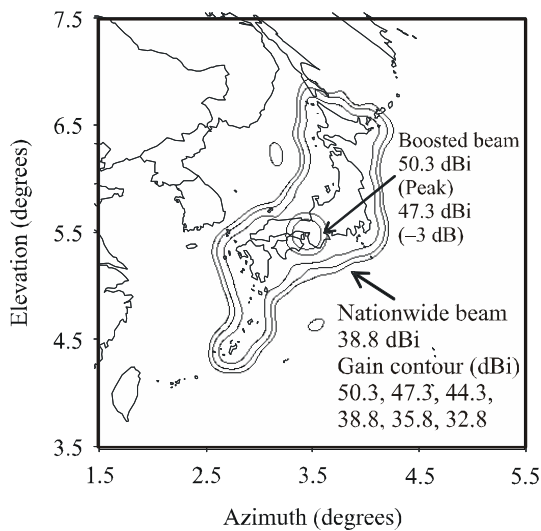 7.5
6.5
5.5
4.5
3.5
Elevation (degrees)
Boosted beam
50.3 dBi
(Peak)
47.3 dBi
(–3 dB)
Nationwide beam
38.8 dBi
Gain contour (dBi)
50.3, 47.3, 44.3,
38.8, 35.8, 32.8
1.5 2.5 3.5 4.5 5.5
Azimuth (degrees)